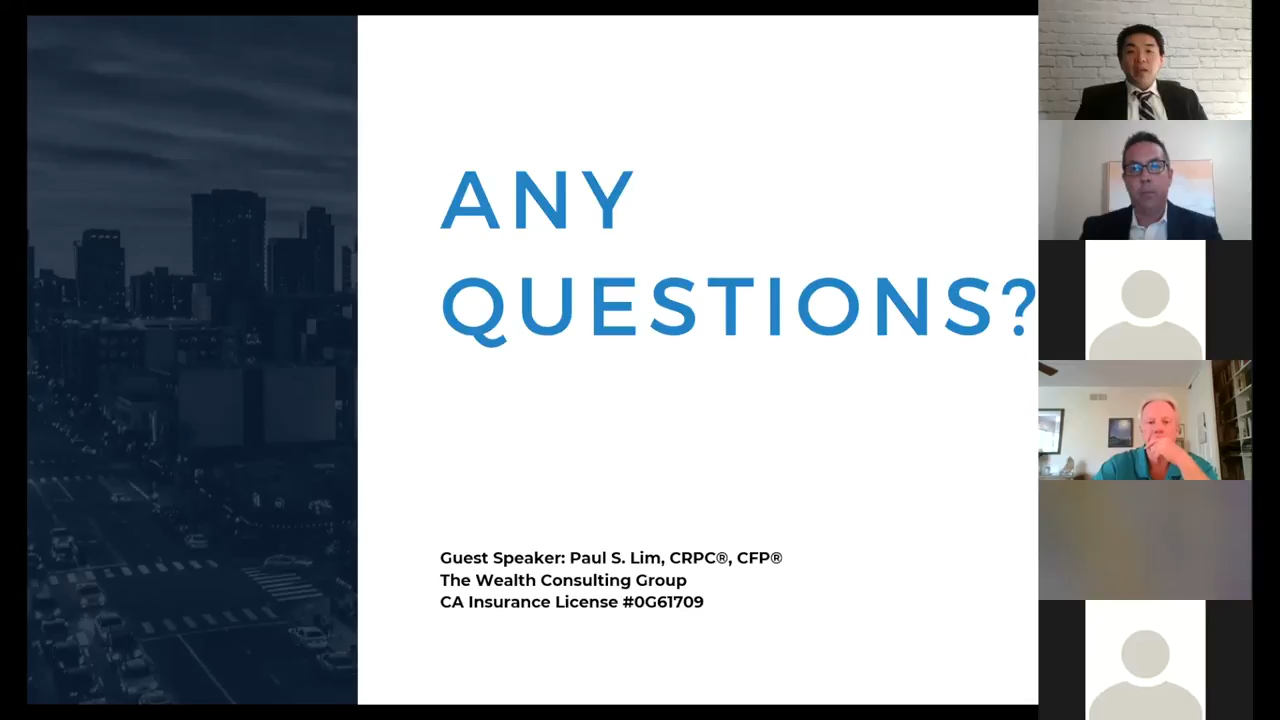 ANY
QUESTIONS?
Guest Speaker: Paul S. Lim, CRPC®, CFP®
The Wealth Consulting Group
CA Insurance License #0G61709